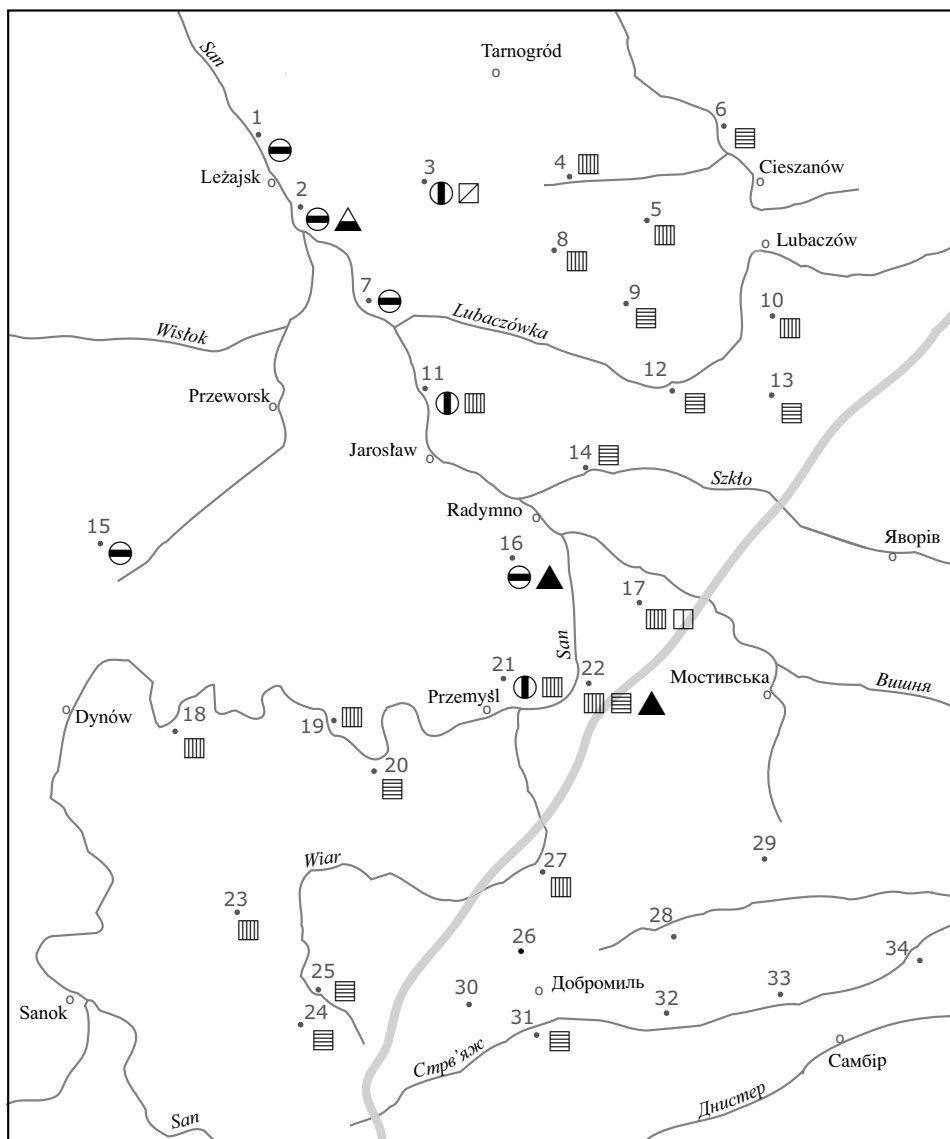 San
Tarnogród
1
6
Leżajsk
3
4
Cieszanów
2
5
8
Lubaczów
7
9
10
Lubaczówka
Wisłok
11
12
13
Przeworsk
Jarosław
14
Szkło
Radymno
15
16
Яворів
17
San
21
22
Przemyśl
Мостивська
Вишня
Dynów
18
19
20
Wiar
27
29
23
26
28
34
25
Добромиль
33
Sanok
30
32
24
31
Стрв'яж
Самбір
Днистер
San